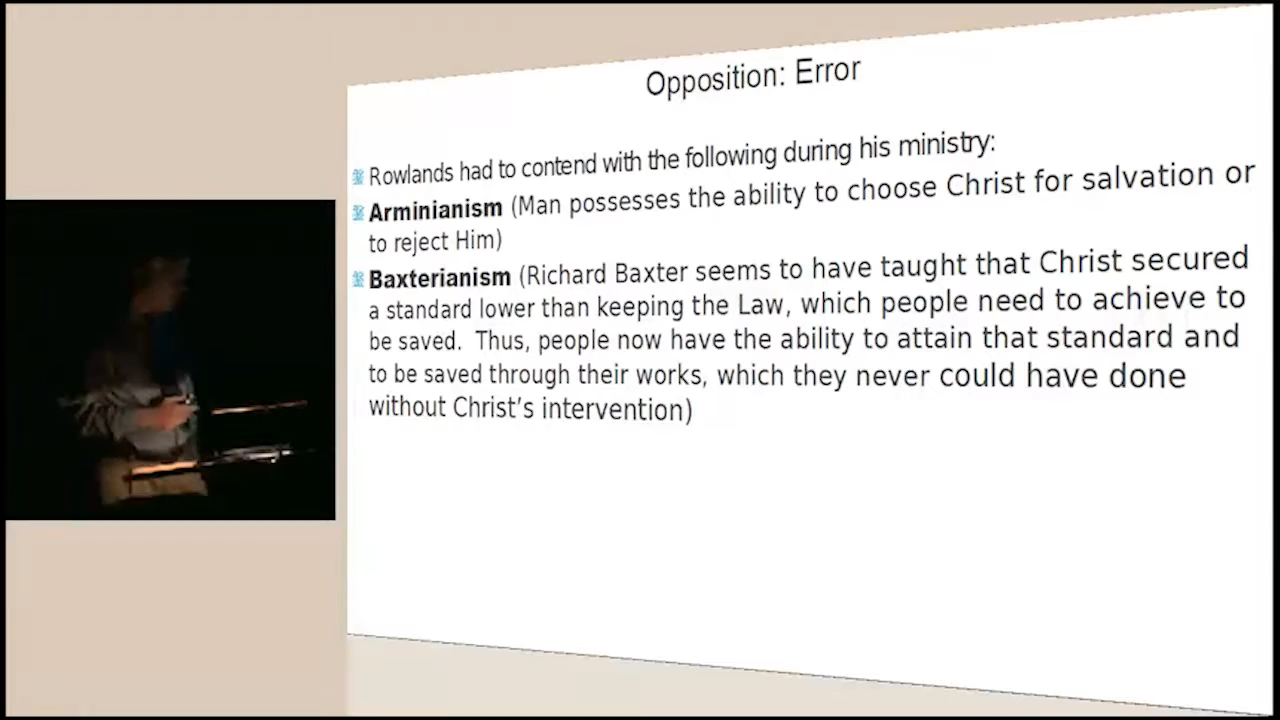 Opposition: Error
Rowlands had to contend with the following during his ministry:
Arminianism (Man possesses the ability to choose Christ for salvation or
to reject Him)
Baxterianism (Richard Baxter seems to have taught that Christ secured
a standard lower than keeping the Law, which people need to achieve to
be saved. Thus, people now have the ability to attain that standard and
to be saved through their works, which they never could have done
without Christ's intervention)